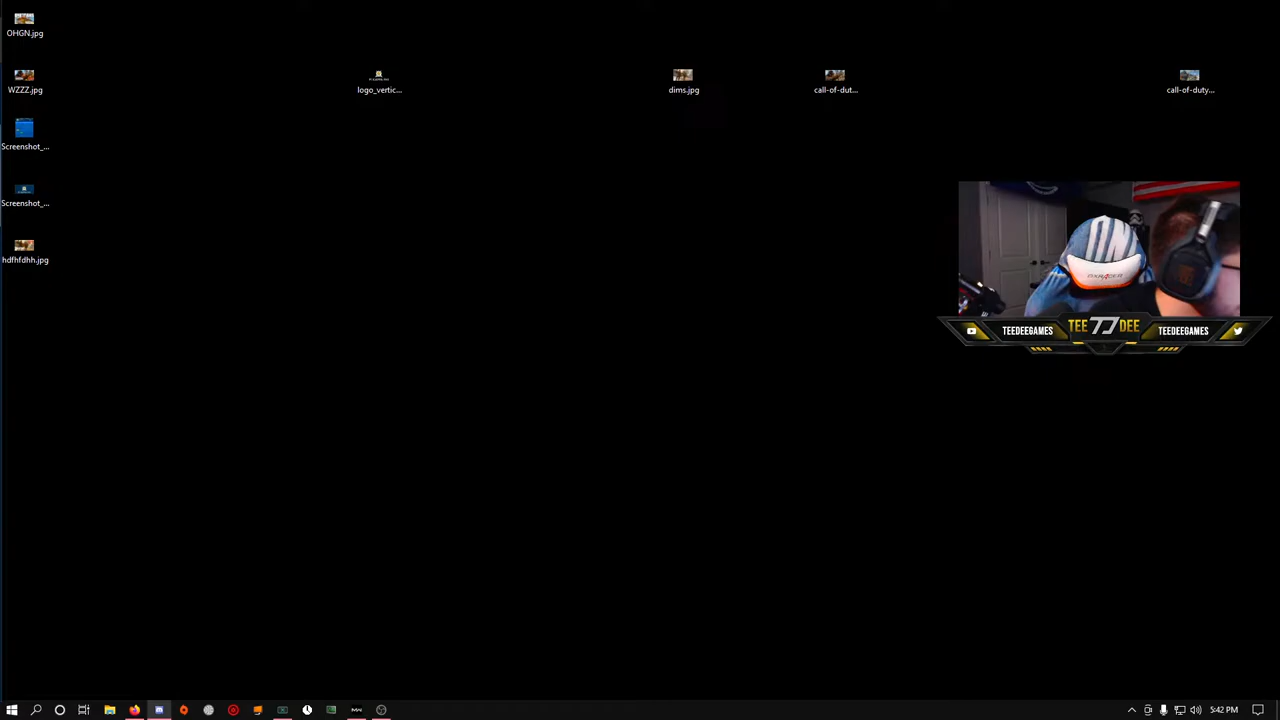 OHGN.jpg
WZZZ.jpg
logo_vertic...
dims.jpg
call-of-dut...
call-of-duty...
Screenshot_...
Screenshot_...
hdfhfdhh.jpg
TEEDEEGAMES
TEE DEE
TEEDEEGAMES
5:42 PM